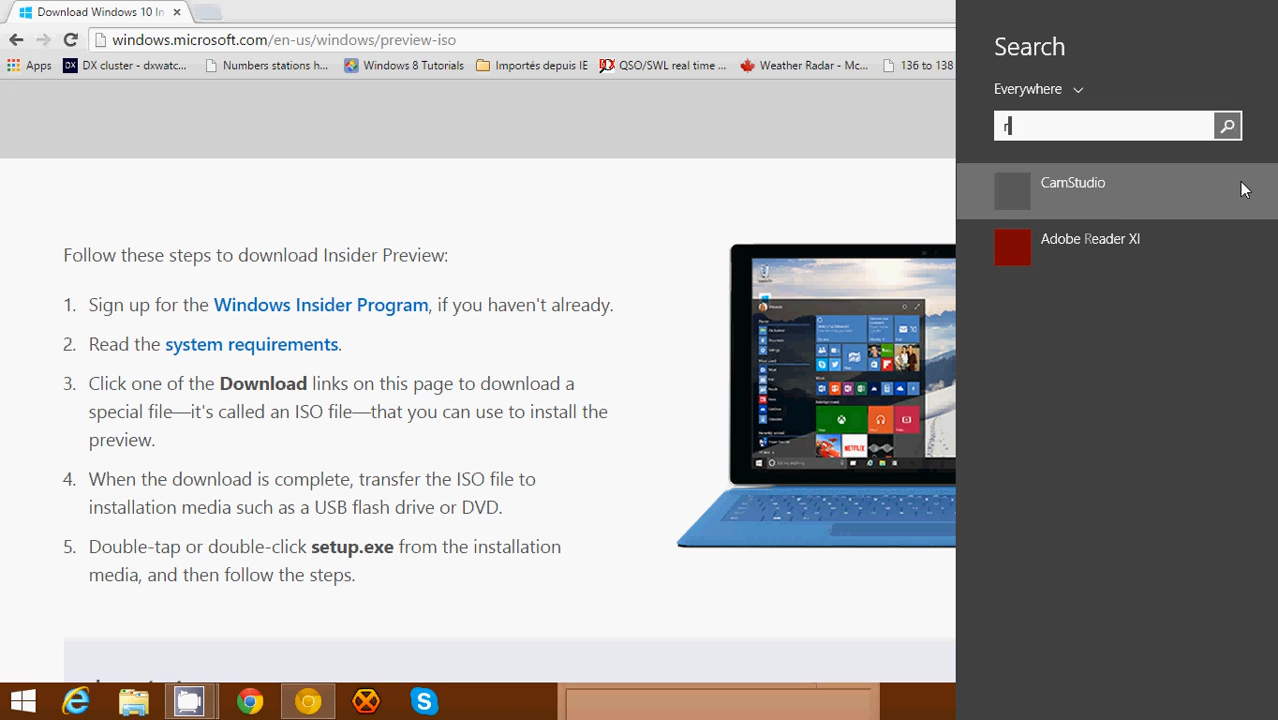 Download Windows 10 In
windows.microsoft.com/en-us/windows/preview-iso
Apps DX cluster - dxwatc... Numbers stations h... Windows 8 Tutorials Importés depuis IE QSO/SWL real time ... Weather Radar - Mc... 136 to 138
Follow these steps to download Insider Preview:
1. Sign up for the Windows Insider Program, if you haven't already.
2. Read the system requirements.
3. Click one of the Download links on this page to download a
special file—it's called an ISO file—that you can use to install the
preview.
4. When the download is complete, transfer the ISO file to
installation media such as a USB flash drive or DVD.
5. Double-tap or double-click setup.exe from the installation
media, and then follow the steps.
NETFLIX
Search
Everywhere
r
CamStudio
Adobe Reader XI